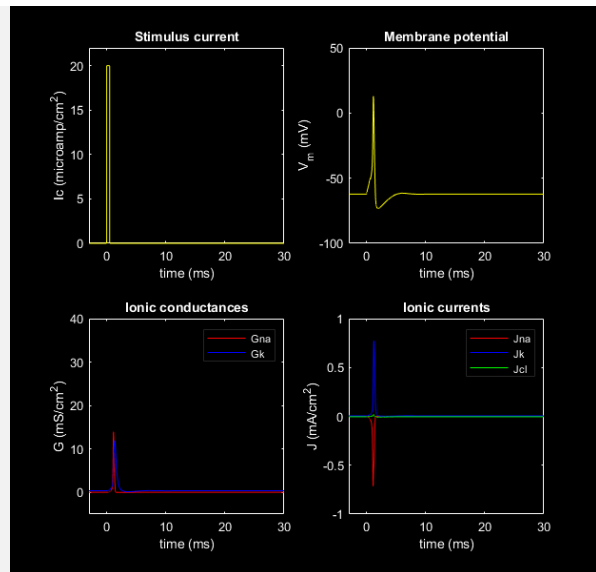 Stimulus current
20
15
10
5
0
Ic (microamp/cm²)
0 10 20 30
time (ms)
Membrane potential
50
0
-50
-100
Vₘ (mV)
0 10 20 30
time (ms)
Ionic conductances
40
30
20
10
0
G (mS/cm²)
Gna
Gk
0 10 20 30
time (ms)
Ionic currents
1
0.5
0
-0.5
-1
J (mA/cm²)
Jna
Jk
Jcl
0 10 20 30
time (ms)